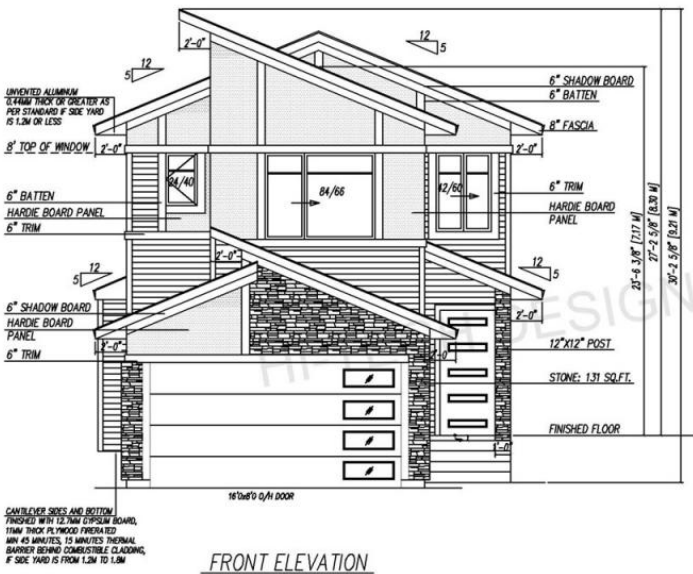 12
5
2'-0"
12
5
UNVENTED ALUMINUM
0.44MM THICK OR GREATER AS
PER STANDARD IF SIDE YARD
IS 1.2M OR LESS
6" SHADOW BOARD
6" BATTEN
8" FASCIA
8' TOP OF WINDOW
2'-0"
2'-0"
24/40
84/66
42/60
6" BATTEN
HARDIE BOARD PANEL
6" TRIM
6" TRIM
HARDIE BOARD
PANEL
23'-6 3/8" [7.17 M]
27'-2 5/8" [8.30 M]
30'-2 5/8" [9.21 M]
12
5
2'-0"
12
5
6" SHADOW BOARD
HARDIE BOARD
PANEL
6" TRIM
2'-0"
2'-0"
2'-0"
12"X12" POST
STONE: 131 SQ.FT.
FINISHED FLOOR
1'-0"
16'0x8'0 O/H DOOR
CANTILEVER SIDES AND BOTTOM
FINISHED WITH 12.7MM GYPSUM BOARD,
11MM THICK PLYWOOD FIRERATED
MIN 45 MINUTES, 15 MINUTES THERMAL
BARRIER BEHIND COMBUSTIBLE CLADDING,
IF SIDE YARD IS FROM 1.2M TO 1.8M
FRONT ELEVATION
DESIGN